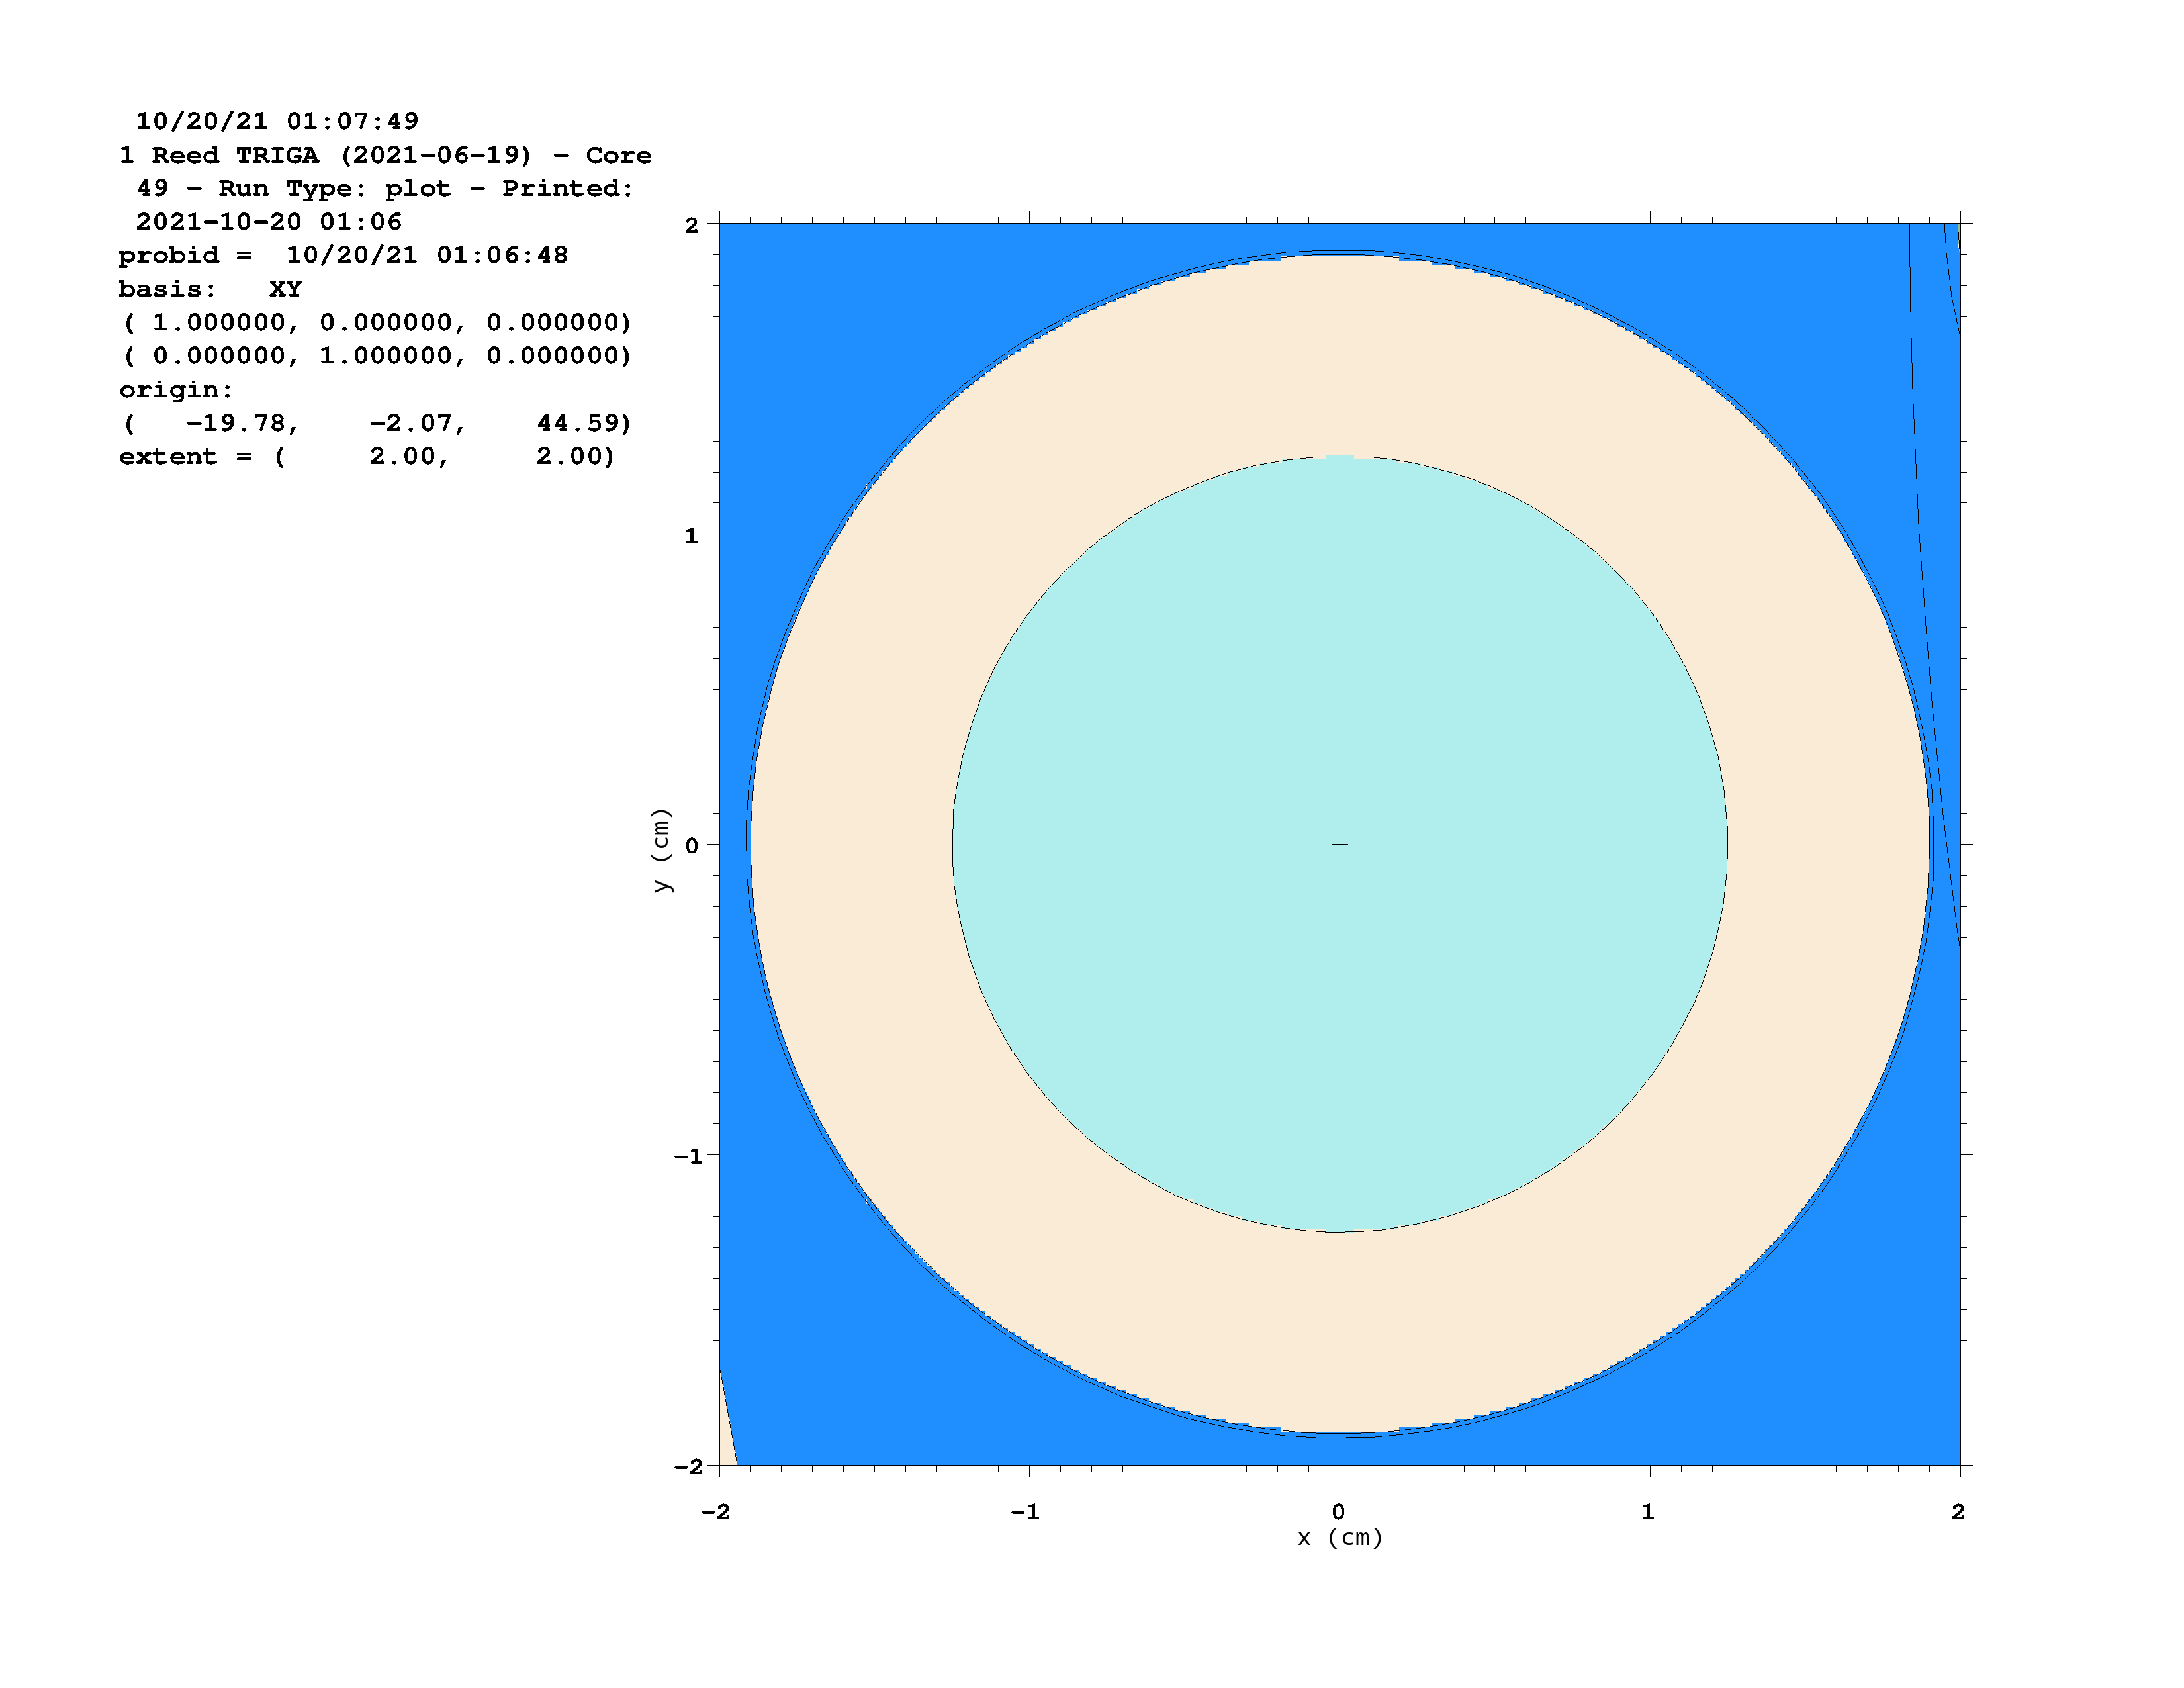 10/20/21 01:07:49
1 Reed TRIGA (2021-06-19) - Core
49 - Run Type: plot - Printed:
2021-10-20 01:06
probid =  10/20/21 01:06:48
basis:   XY
( 1.000000, 0.000000, 0.000000)
( 0.000000, 1.000000, 0.000000)
origin:
(   -19.78,    -2.07,    44.59)
extent = (     2.00,     2.00)
2
1
0
-1
-2
y (cm)
-2 -1 0 1 2
x (cm)